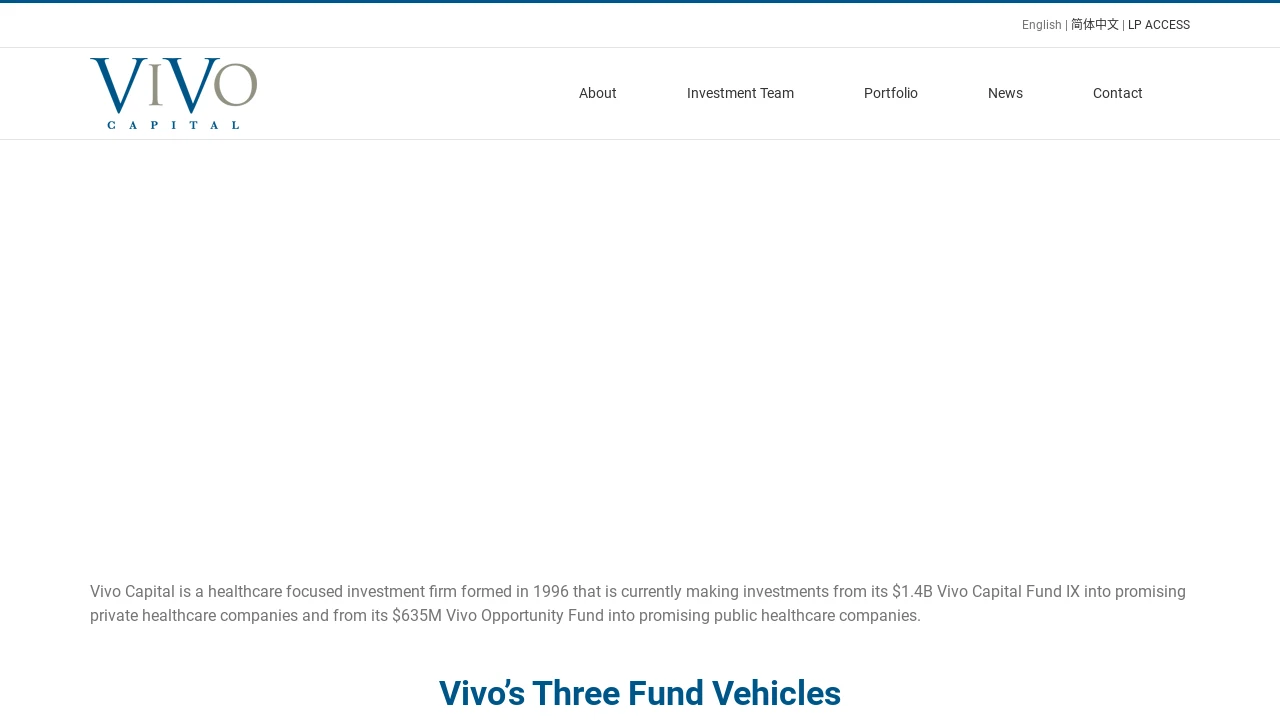 English | 简体中文 | LP ACCESS
VIVO
CAPITAL
About
Investment Team
Portfolio
News
Contact
Vivo Capital is a healthcare focused investment firm formed in 1996 that is currently making investments from its $1.4B Vivo Capital Fund IX into promising
private healthcare companies and from its $635M Vivo Opportunity Fund into promising public healthcare companies.
Vivo’s Three Fund Vehicles